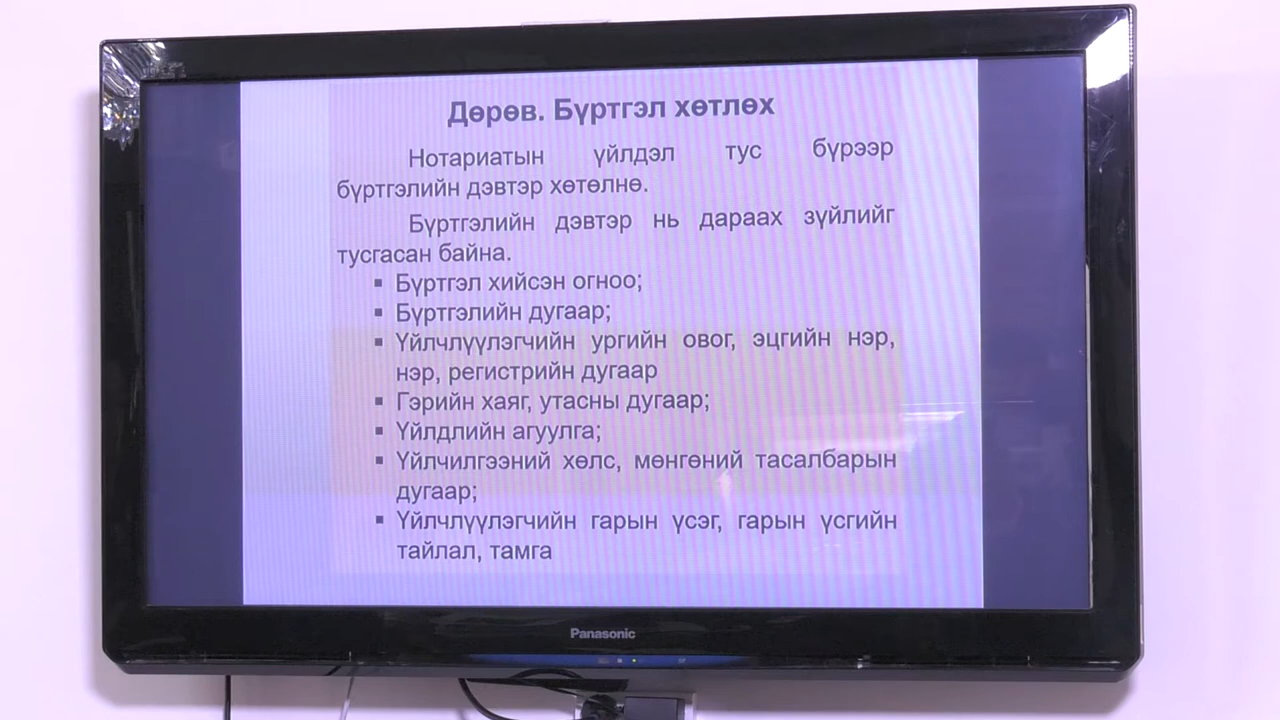 Дөрөв. Бүртгэл хөтлөх
Нотариатын үйлдэл тус бүрээр
бүртгэлийн дэвтэр хөтөлнө.
Бүртгэлийн дэвтэр нь дараах зүйлийг
тусгасан байна.
▪ Бүртгэл хийсэн огноо;
▪ Бүртгэлийн дугаар;
▪ Үйлчлүүлэгчийн ургийн овог, эцгийн нэр,
нэр, регистрийн дугаар
▪ Гэрийн хаяг, утасны дугаар;
▪ Үйлдлийн агуулга;
▪ Үйлчилгээний хөлс, мөнгөний тасалбарын
дугаар;
▪ Үйлчлүүлэгчийн гарын үсэг, гарын үсгийн
тайлал, тамга
Panasonic